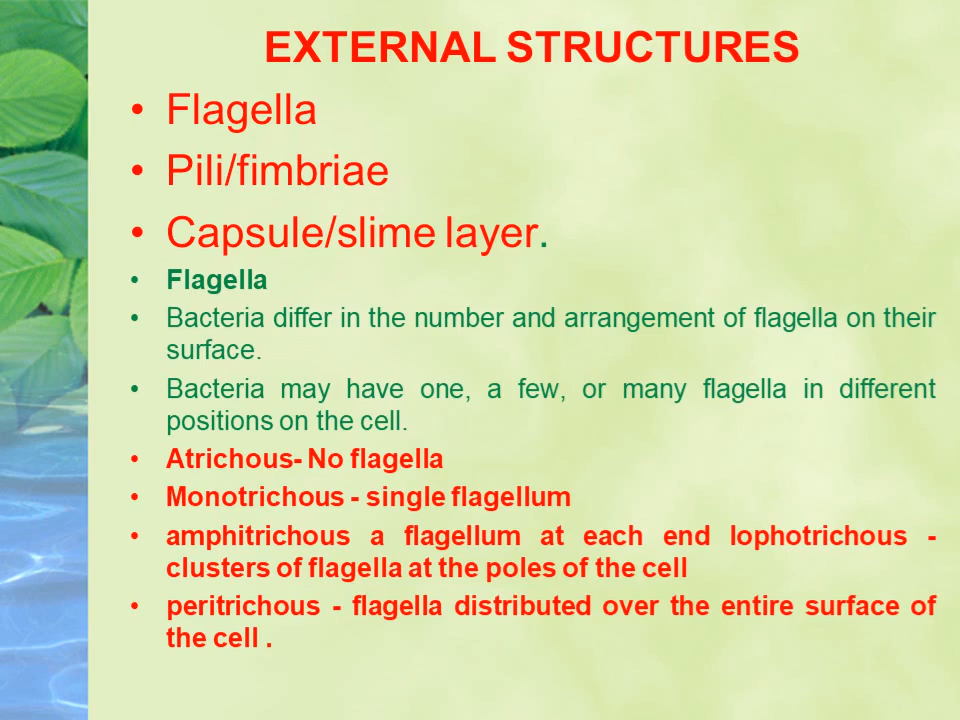 EXTERNAL STRUCTURES
• Flagella
• Pili/fimbriae
• Capsule/slime layer.
• Flagella
• Bacteria differ in the number and arrangement of flagella on their
surface.
• Bacteria may have one, a few, or many flagella in different
positions on the cell.
• Atrichous- No flagella
• Monotrichous - single flagellum
• amphitrichous a flagellum at each end lophotrichous -
clusters of flagella at the poles of the cell
• peritrichous - flagella distributed over the entire surface of
the cell .